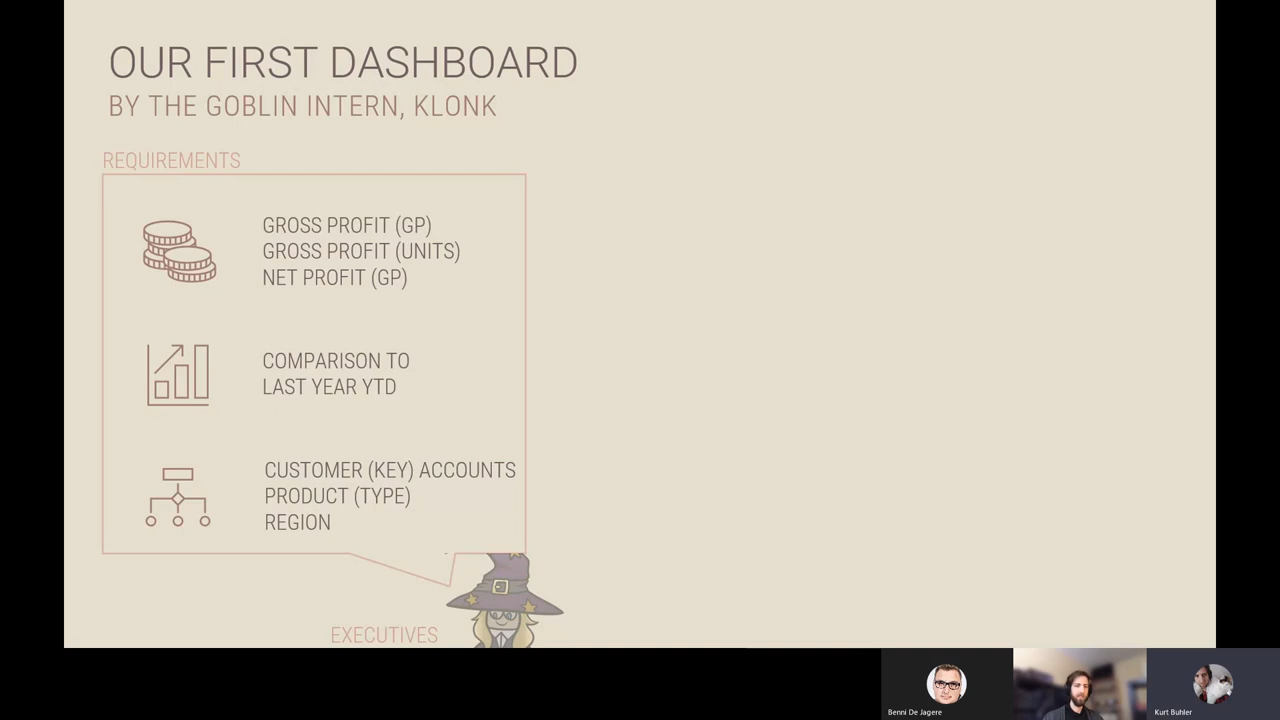 OUR FIRST DASHBOARD
BY THE GOBLIN INTERN, KLONK
REQUIREMENTS
GROSS PROFIT (GP)
GROSS PROFIT (UNITS)
NET PROFIT (GP)
COMPARISON TO
LAST YEAR YTD
CUSTOMER (KEY) ACCOUNTS
PRODUCT (TYPE)
REGION
EXECUTIVES
Benni De Jagere
Kurt Buhler